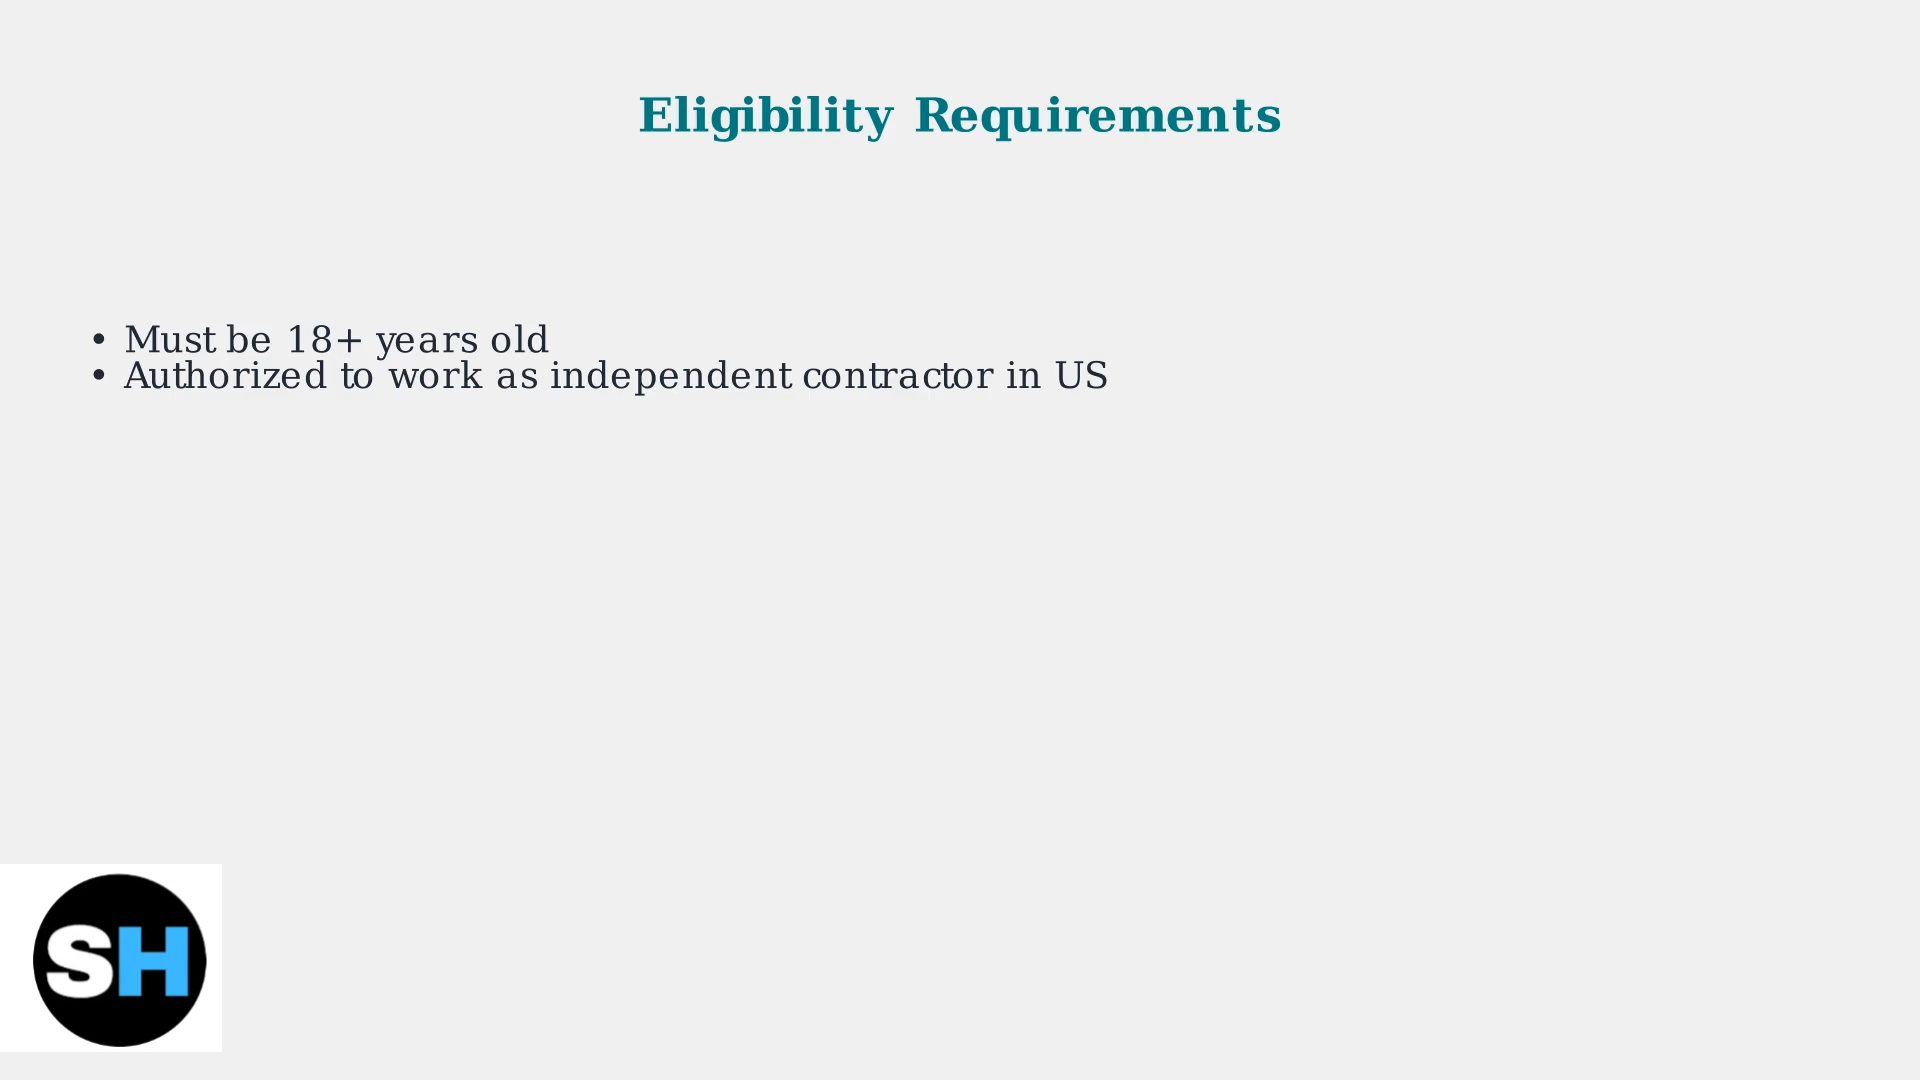 Eligibility Requirements
• Must be 18+ years old
• Authorized to work as independent contractor in US
SH